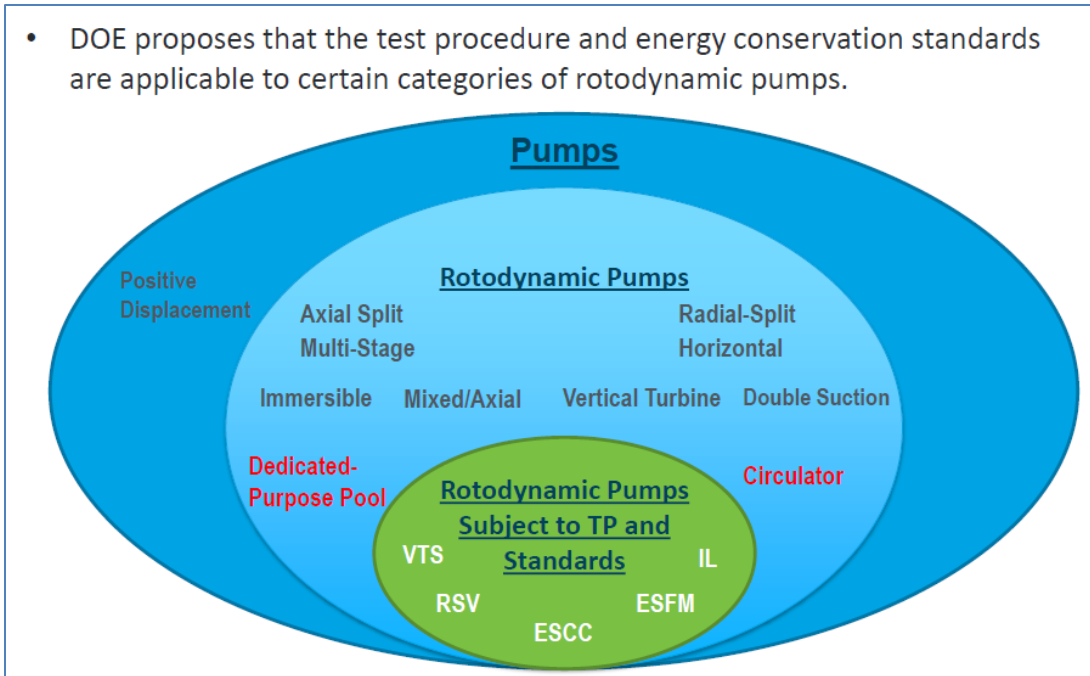 • DOE proposes that the test procedure and energy conservation standards
are applicable to certain categories of rotodynamic pumps.
Pumps
Positive
Displacement
Rotodynamic Pumps
Axial Split
Multi-Stage
Radial-Split
Horizontal
Immersible
Mixed/Axial
Vertical Turbine
Double Suction
Dedicated-
Purpose Pool
Circulator
Rotodynamic Pumps
Subject to TP and
Standards
VTS
IL
RSV
ESFM
ESCC